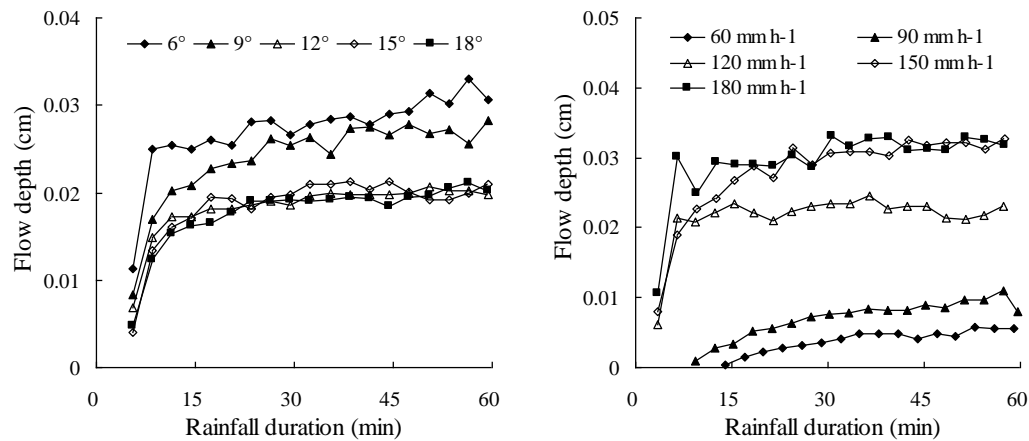 0.04
6° 9° 12° 15° 18°
0.03
0.02
0.01
0
Flow depth (cm)
0 15 30 45 60
Rainfall duration (min)
0.05
60 mm h-1 90 mm h-1
120 mm h-1 150 mm h-1
180 mm h-1
0.04
0.03
0.02
0.01
0
Flow depth (cm)
0 15 30 45 60
Rainfall duration (min)